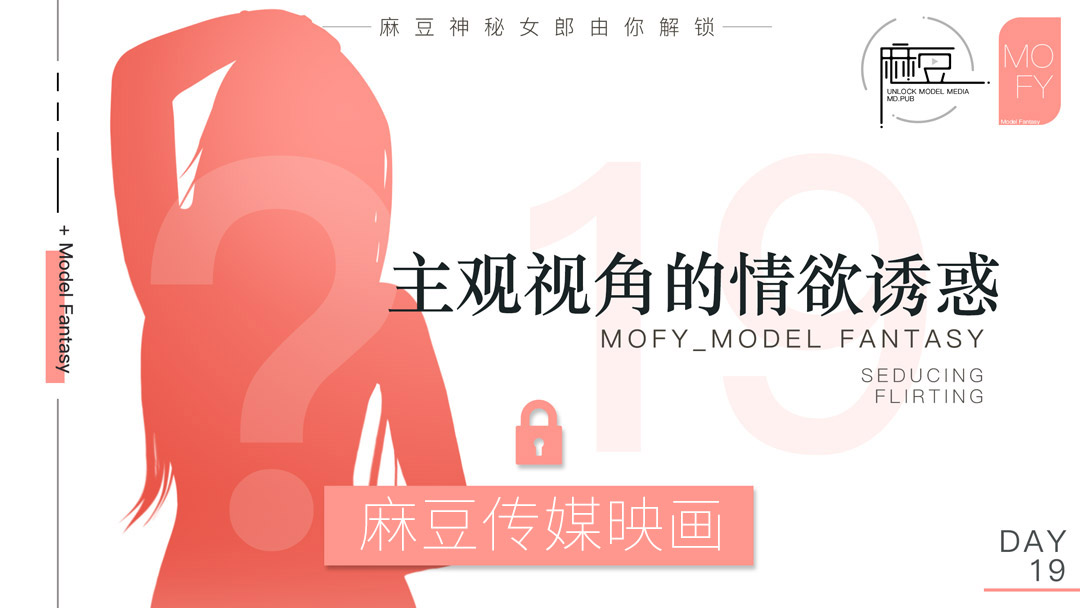 麻豆神秘女郎由你解锁
麻豆
UNLOCK MODEL MEDIA
MD.PUB
MO
FY
Model Fantasy
+ Model Fantasy
?
19
主观视角的情欲诱惑
MOFY_MODEL FANTASY
SEDUCING
FLIRTING
麻豆传媒映画
DAY
19